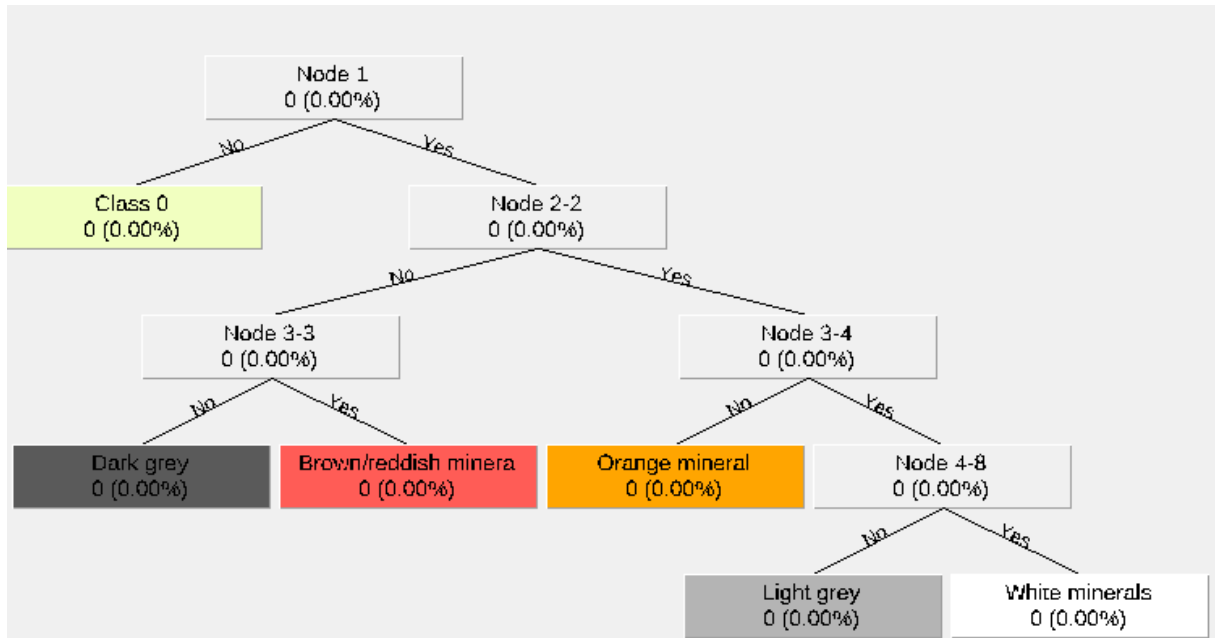 Node 1
0 (0.00%)
No
Yes
Class 0
0 (0.00%)
Node 2-2
0 (0.00%)
No
Yes
Node 3-3
0 (0.00%)
Node 3-4
0 (0.00%)
No
Yes
No
Yes
Dark grey
0 (0.00%)
Brown/reddish minera
0 (0.00%)
Orange mineral
0 (0.00%)
Node 4-8
0 (0.00%)
No
Yes
Light grey
0 (0.00%)
White minerals
0 (0.00%)